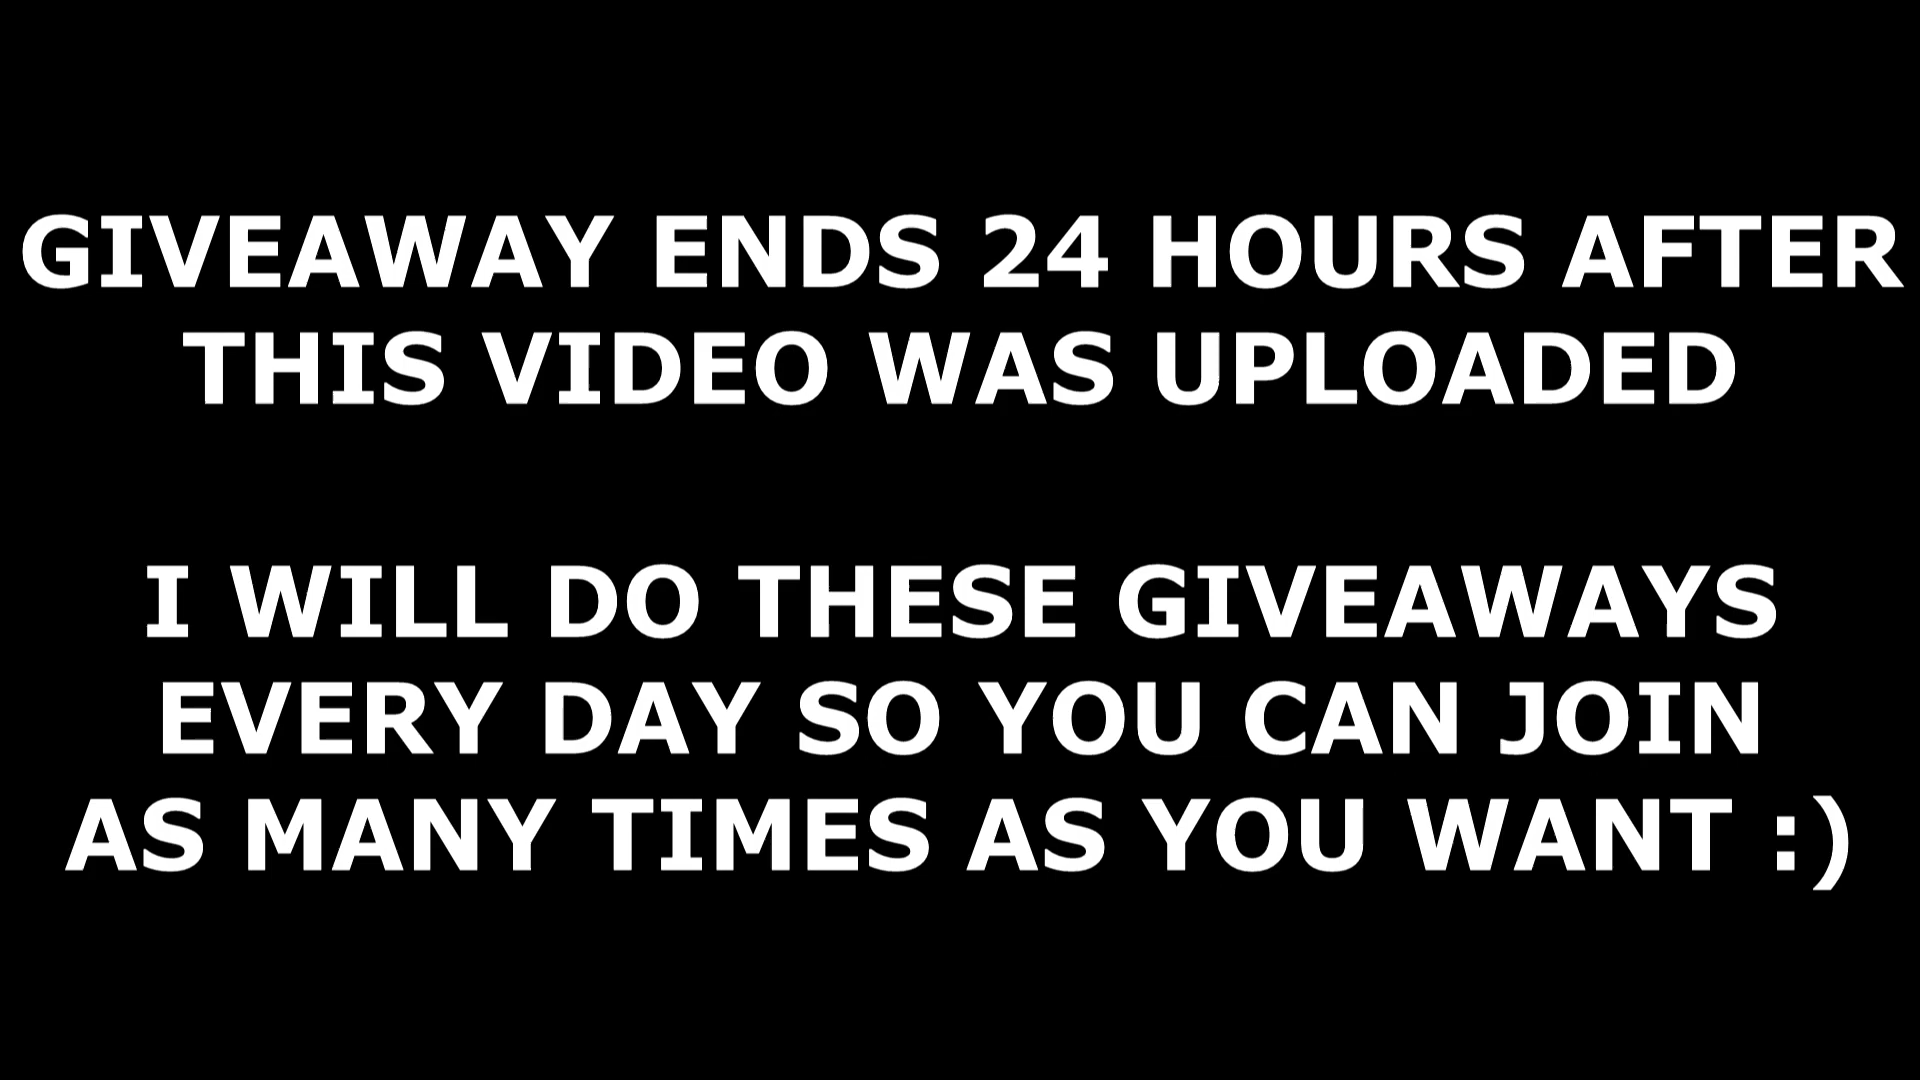 GIVEAWAY ENDS 24 HOURS AFTER
THIS VIDEO WAS UPLOADED
I WILL DO THESE GIVEAWAYS
EVERY DAY SO YOU CAN JOIN
AS MANY TIMES AS YOU WANT :)